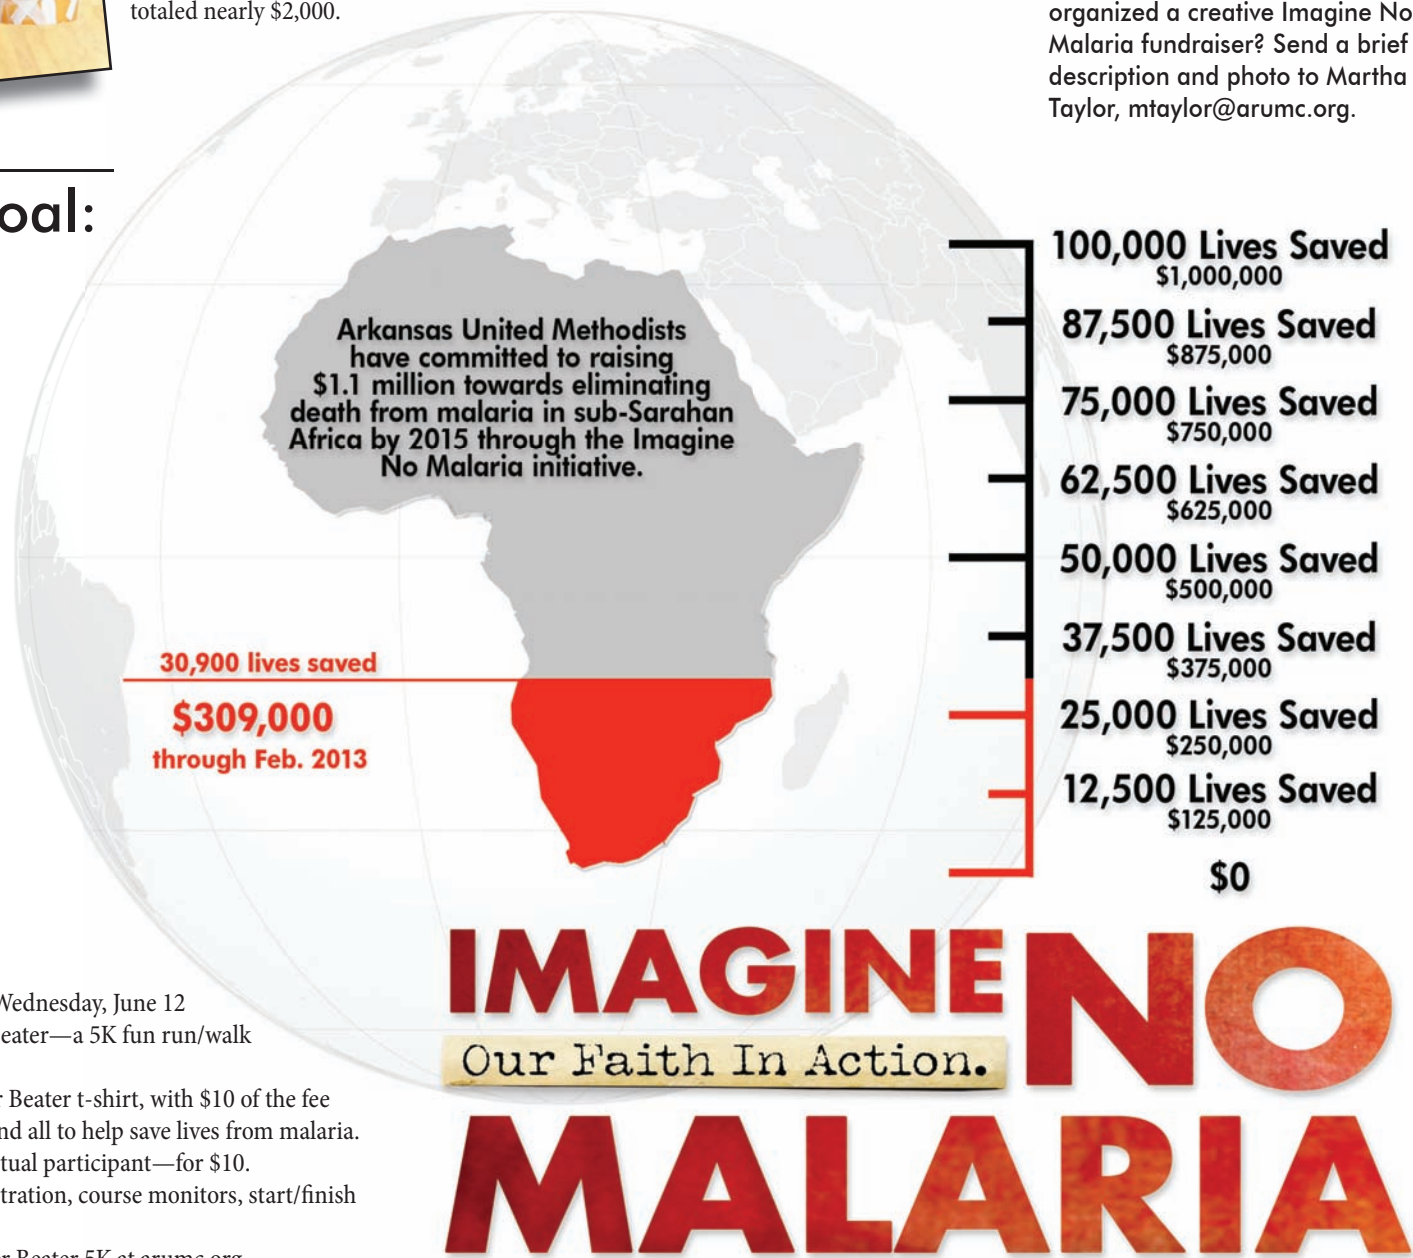 totaled nearly $2,000.
organized a creative Imagine No
Malaria fundraiser? Send a brief
description and photo to Martha
Taylor, mtaylor@arumc.org.
oal:
Arkansas United Methodists
have committed to raising
$1.1 million towards eliminating
death from malaria in sub-Sarahan
Africa by 2015 through the Imagine
No Malaria initiative.
100,000 Lives Saved
$1,000,000
87,500 Lives Saved
$875,000
75,000 Lives Saved
$750,000
62,500 Lives Saved
$625,000
50,000 Lives Saved
$500,000
37,500 Lives Saved
$375,000
25,000 Lives Saved
$250,000
12,500 Lives Saved
$125,000
$0
30,900 lives saved
$309,000
through Feb. 2013
Wednesday, June 12
eater—a 5K fun run/walk
r Beater t-shirt, with $10 of the fee
nd all to help save lives from malaria.
tual participant—for $10.
tration, course monitors, start/finish
r Beater 5K at arumc.org
IMAGINE NO
Our Faith In Action.
MALARIA